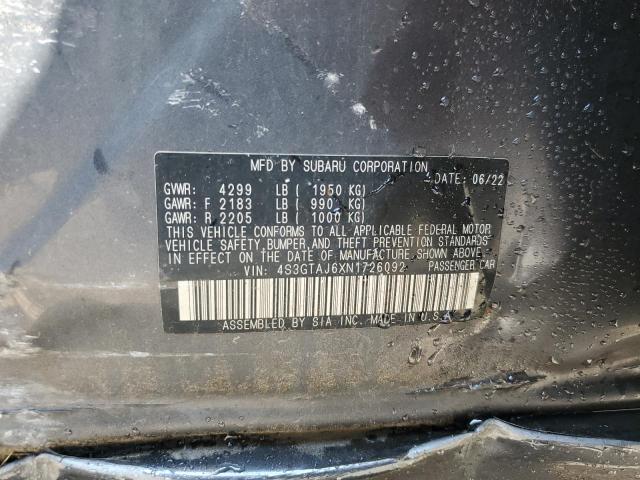 MFD BY SUBARU CORPORATION
DATE: 06/22
GVWR: 4299 LB ( 1950 KG)
GAWR: F 2183 LB ( 990 KG)
GAWR: R 2205 LB ( 1000 KG)
THIS VEHICLE CONFORMS TO ALL APPLICABLE FEDERAL MOTOR
VEHICLE SAFETY, BUMPER, AND THEFT PREVENTION STANDARDS
IN EFFECT ON THE DATE OF MANUFACTURE SHOWN ABOVE.
VIN: 4S3GTAJ6XN1726092 PASSENGER CAR
ASSEMBLED BY SIA INC. MADE IN U.S.A